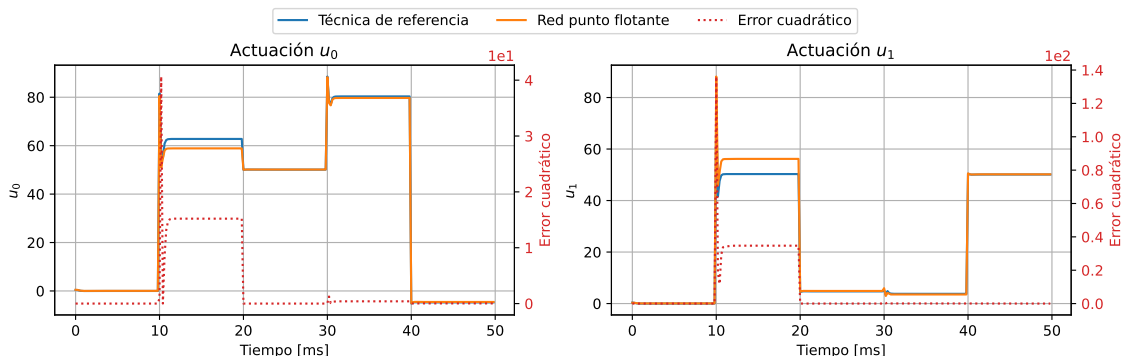 Técnica de referencia Red punto flotante Error cuadrático
Actuación u0
1e1
80
60
40
20
0
u0
4
3
2
1
0
Error cuadrático
0 10 20 30 40 50
Tiempo [ms]
Actuación u1
1e2
80
60
40
20
0
u1
1.4
1.2
1.0
0.8
0.6
0.4
0.2
0.0
Error cuadrático
0 10 20 30 40 50
Tiempo [ms]